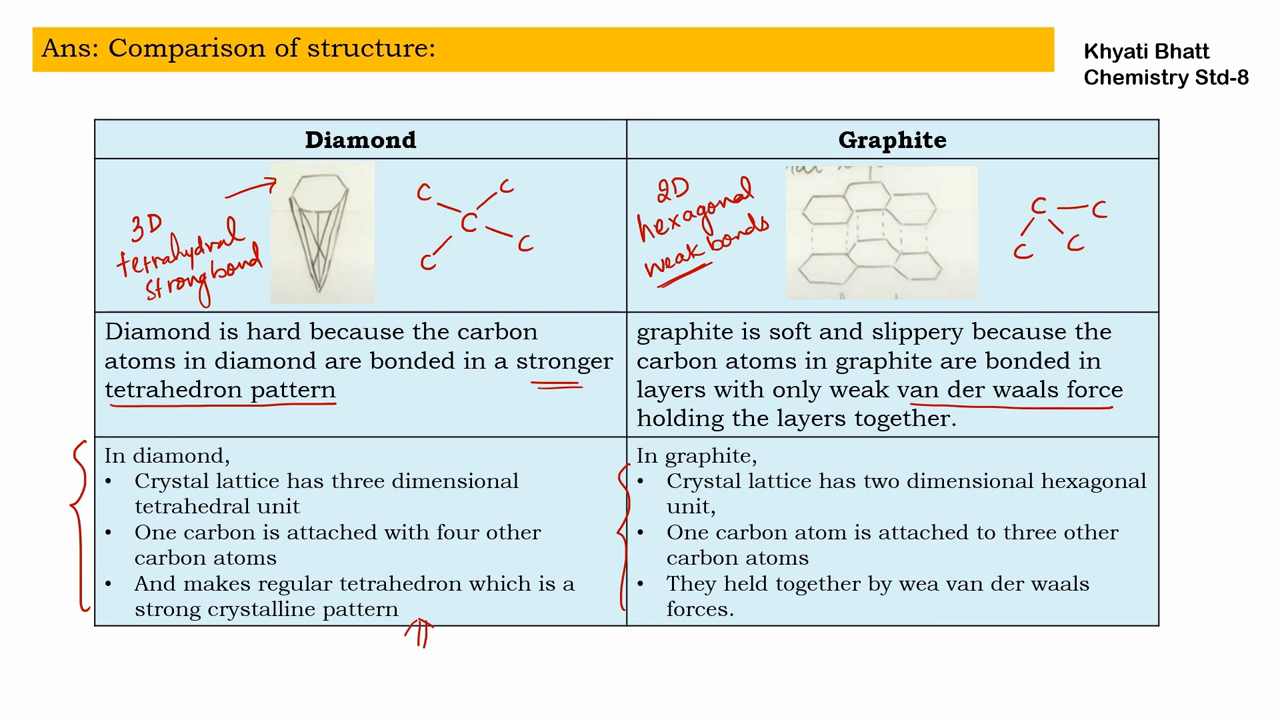 Ans: Comparison of structure:
Khyati Bhatt
Chemistry Std-8
Diamond
Graphite
3D
tetrahydral
strong bond
C
C
C
C
C
2D
hexagonal
weak bonds
C
C
C
C
Diamond is hard because the carbon
atoms in diamond are bonded in a stronger
tetrahedron pattern
graphite is soft and slippery because the
carbon atoms in graphite are bonded in
layers with only weak van der waals force
holding the layers together.
In diamond,
• Crystal lattice has three dimensional
tetrahedral unit
• One carbon is attached with four other
carbon atoms
• And makes regular tetrahedron which is a
strong crystalline pattern
In graphite,
• Crystal lattice has two dimensional hexagonal
unit,
• One carbon atom is attached to three other
carbon atoms
• They held together by wea van der waals
forces.